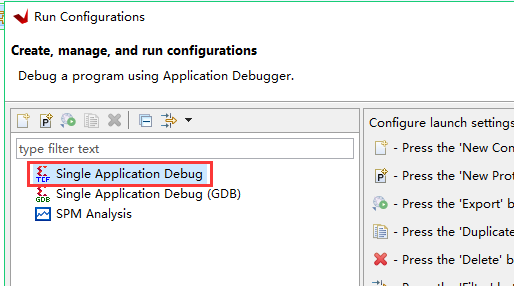 Run Configurations
Create, manage, and run configurations
Debug a program using Application Debugger.
type filter text
TCF Single Application Debug
GDB Single Application Debug (GDB)
SPM Analysis
Configure launch settings
- Press the 'New Con
- Press the 'New Prot
- Press the 'Export' b
- Press the 'Duplicate
- Press the 'Delete' b